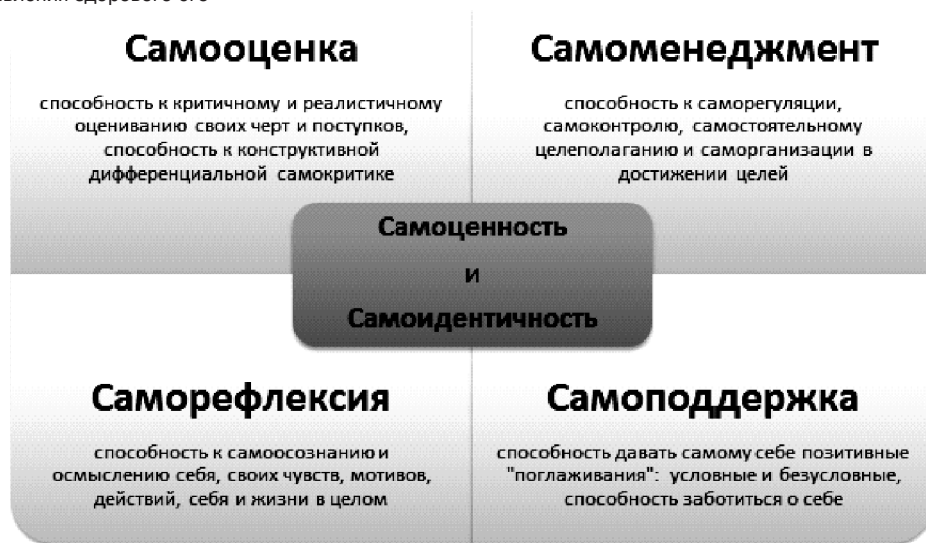 здорового его
Самооценка
способность к критичному и реалистичному
оцениванию своих черт и поступков,
способность к конструктивной
дифференциальной самокритике
Самоменеджмент
способность к саморегуляции,
самоконтролю, самостоятельному
целеполаганию и саморганизации в
достижении целей
Самоценность
и
Самоидентичность
Саморефлексия
способность к самоосознанию и
осмыслению себя, своих чувств, мотивов,
действий, себя и жизни в целом
Самоподдержка
способность давать самому себе позитивные
"поглаживания": условные и безусловные,
способность заботиться о себе